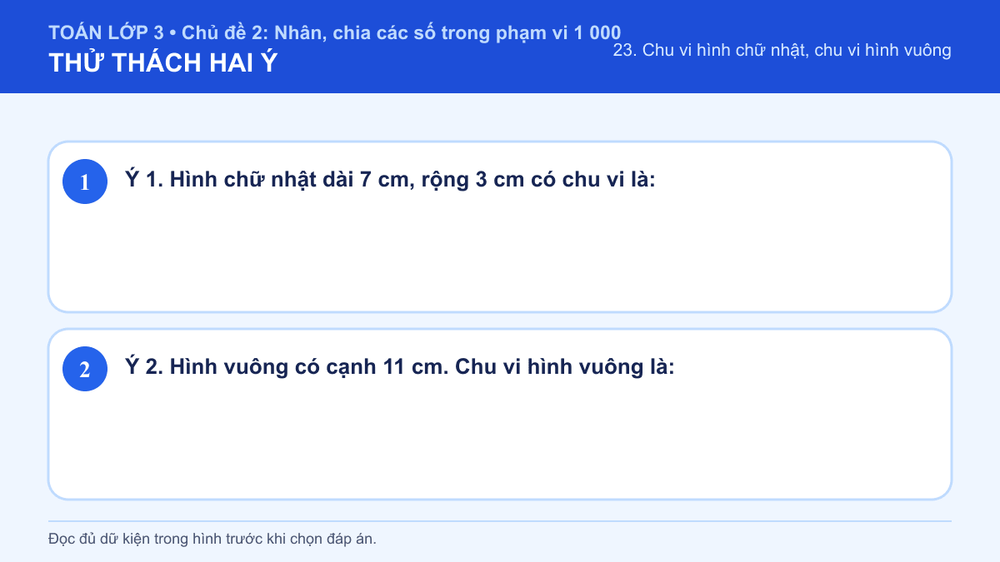 TOÁN LỚP 3 • Chủ đề 2: Nhân, chia các số trong phạm vi 1 000
THỬ THÁCH HAI Ý
23. Chu vi hình chữ nhật, chu vi hình vuông
1
Ý 1. Hình chữ nhật dài 7 cm, rộng 3 cm có chu vi là:
2
Ý 2. Hình vuông có cạnh 11 cm. Chu vi hình vuông là:
Đọc đủ dữ kiện trong hình trước khi chọn đáp án.